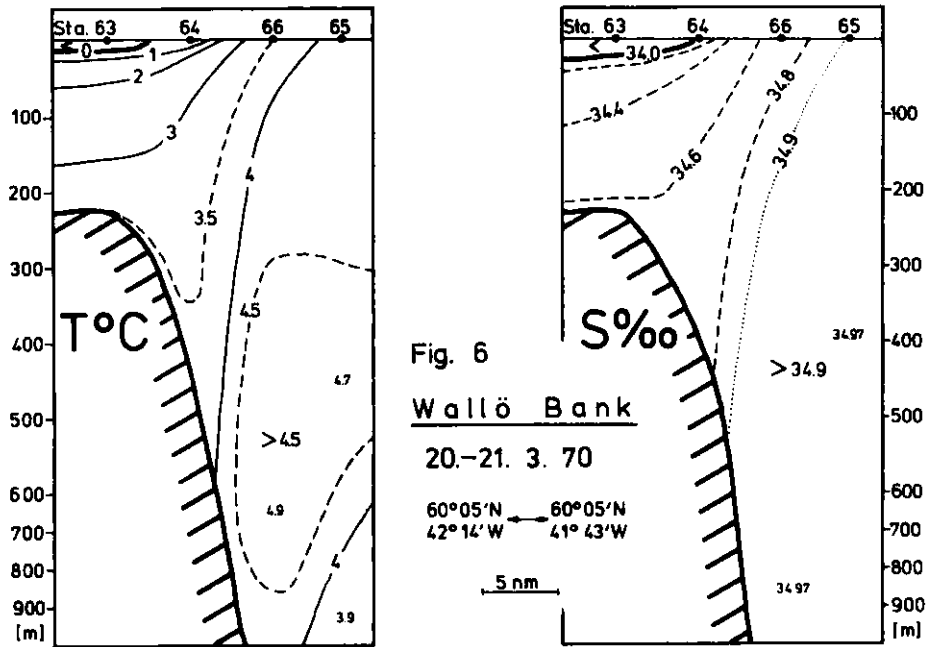 Sta. 63 64 66 65
< 0 1
2
3
3.5
4
4.5
4.7
>4.5
4.9
4
3.9
T°C
100
200
300
400
500
600
700
800
900
[m]
Fig. 6
Wallö Bank
20.-21. 3. 70
60°05'N 60°05'N
42°14'W 41°43'W
5 nm
Sta. 63 64 66 65
< 34.0
34.4
34.6
34.8
34.9
34.97
>34.9
34.97
S‰
100
200
300
400
500
600
700
800
900
[m]